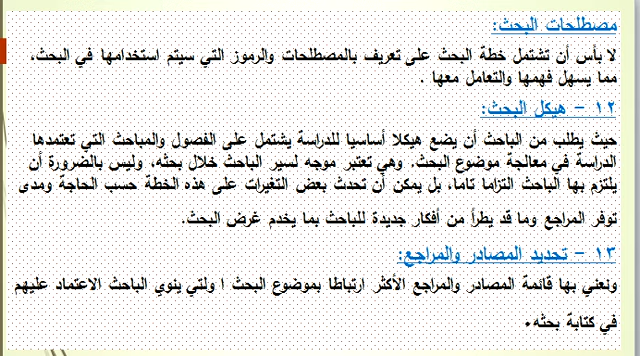 مصطلحات البحث:
لا بأس أن تشتمل خطة البحث على تعريف بالمصطلحات والرموز التي سيتم استخدامها في البحث،
مما يسهل فهمها والتعامل معها .
١٢ – هيكل البحث:
حيث يطلب من الباحث أن يضع هيكلا أساسيا للدراسة يشتمل على الفصول والمباحث التي تعتمدها
الدراسة في معالجة موضوع البحث. وهي تعتبر موجه لسير الباحث خلال بحثه، وليس بالضرورة أن
يلتزم بها الباحث التزاما تاما، بل يمكن أن تحدث بعض التغيرات على هذه الخطة حسب الحاجة ومدى
توفر المراجع وما قد يطرأ من أفكار جديدة للباحث بما يخدم غرض البحث.
١٣ – تحديد المصادر والمراجع:
ونعني بها قائمة المصادر والمراجع الأكثر ارتباطا بموضوع البحث ا ولتي ينوي الباحث الاعتماد عليهم
في كتابة بحثه.